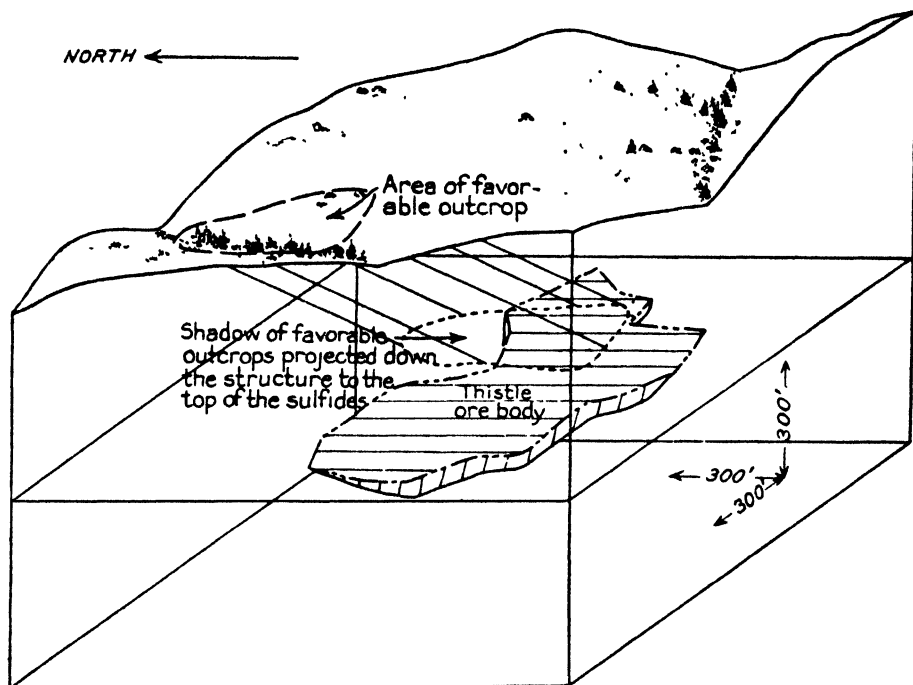 NORTH
Area of favor-
able outcrop
Shadow of favorable
outcrops projected down
the structure to the
top of the sulfides
Thistle
ore body
300'
300'
300'